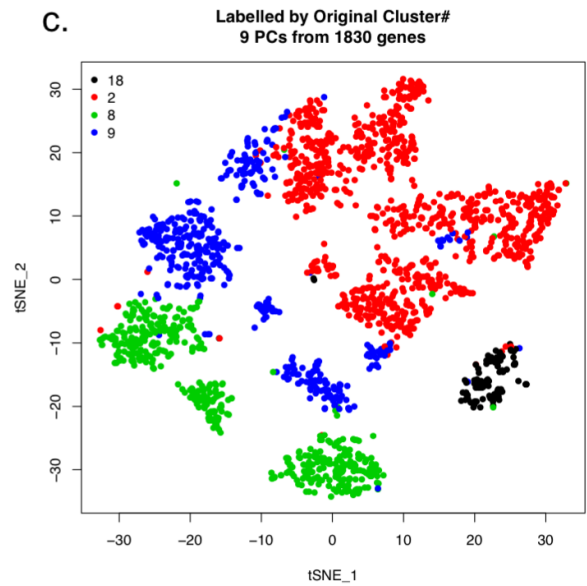 C.
Labelled by Original Cluster#
9 PCs from 1830 genes
18
2
8
9
30
20
10
0
−10
−20
−30
tSNE_2
−30 −20 −10 0 10 20 30
tSNE_1